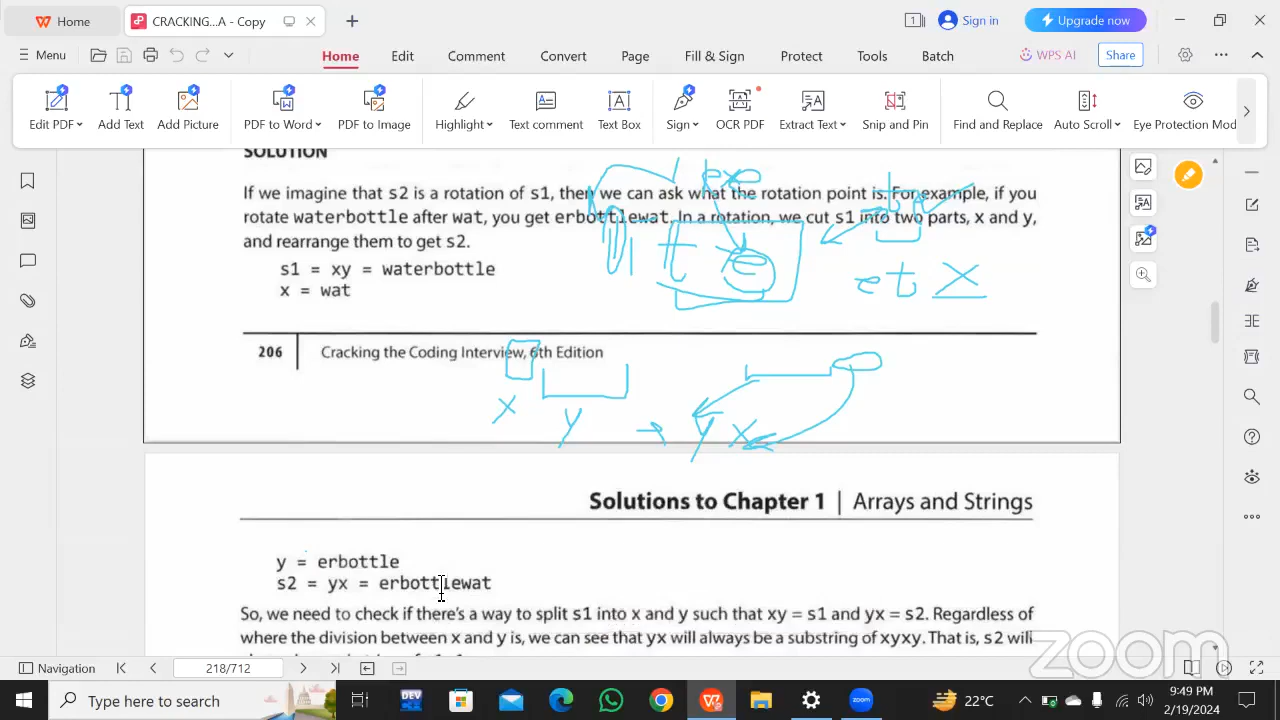 Home
CRACKING...A - Copy
Sign in
Upgrade now
Menu
Home
Edit
Comment
Convert
Page
Fill & Sign
Protect
Tools
Batch
WPS AI
Share
Edit PDF
Add Text
Add Picture
PDF to Word
PDF to Image
Highlight
Text comment
Text Box
Sign
OCR PDF
Extract Text
Snip and Pin
Find and Replace
Auto Scroll
Eye Protection Mod
SOLUTION
If we imagine that s2 is a rotation of s1, then we can ask what the rotation point is. For example, if you
rotate waterbottle after wat, you get erbottlewat. In a rotation, we cut s1 into two parts, x and y,
and rearrange them to get s2.
s1 = xy = waterbottle
x = wat
et X
206
Cracking the Coding Interview, 6th Edition
x
y
y x
Solutions to Chapter 1 | Arrays and Strings
y = erbottle
s2 = yx = erbottlewat
So, we need to check if there's a way to split s1 into x and y such that xy = s1 and yx = s2. Regardless of
where the division between x and y is, we can see that yx will always be a substring of xyxy. That is, s2 will
zoom
Navigation
218/712
Type here to search
DEV
zoom
22°C
9:49 PM
2/19/2024